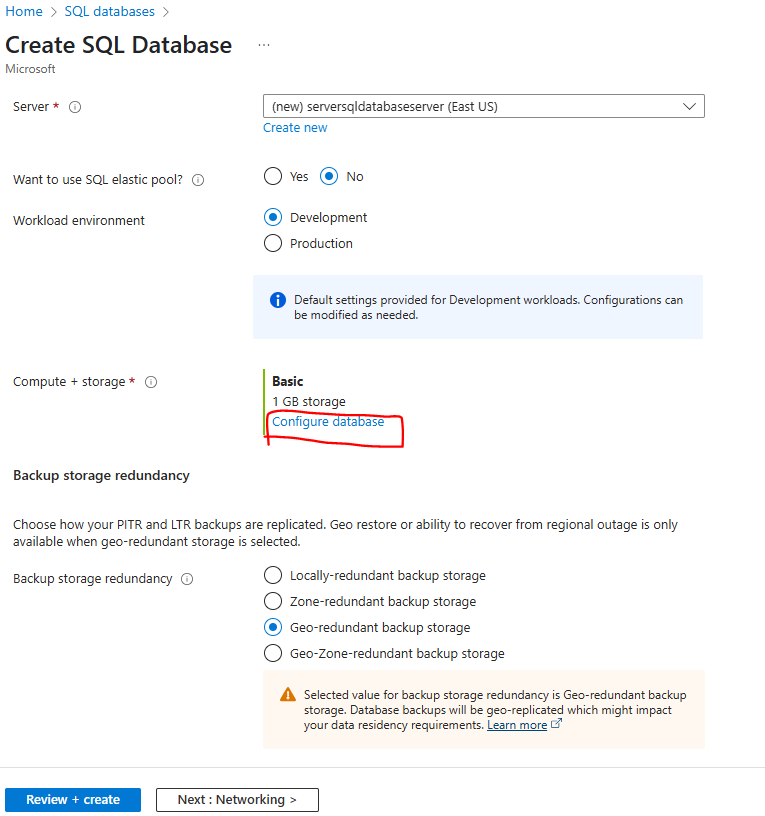 Home > SQL databases >
Create SQL Database ...
Microsoft
Server * (new) serversqldatabaseserver (East US)
Create new
Want to use SQL elastic pool? Yes No
Workload environment Development
Production
Default settings provided for Development workloads. Configurations can
be modified as needed.
Compute + storage * Basic
1 GB storage
Configure database
Backup storage redundancy
Choose how your PITR and LTR backups are replicated. Geo restore or ability to recover from regional outage is only
available when geo-redundant storage is selected.
Backup storage redundancy Locally-redundant backup storage
Zone-redundant backup storage
Geo-redundant backup storage
Geo-Zone-redundant backup storage
Selected value for backup storage redundancy is Geo-redundant backup
storage. Database backups will be geo-replicated which might impact
your data residency requirements. Learn more
Review + create Next : Networking >